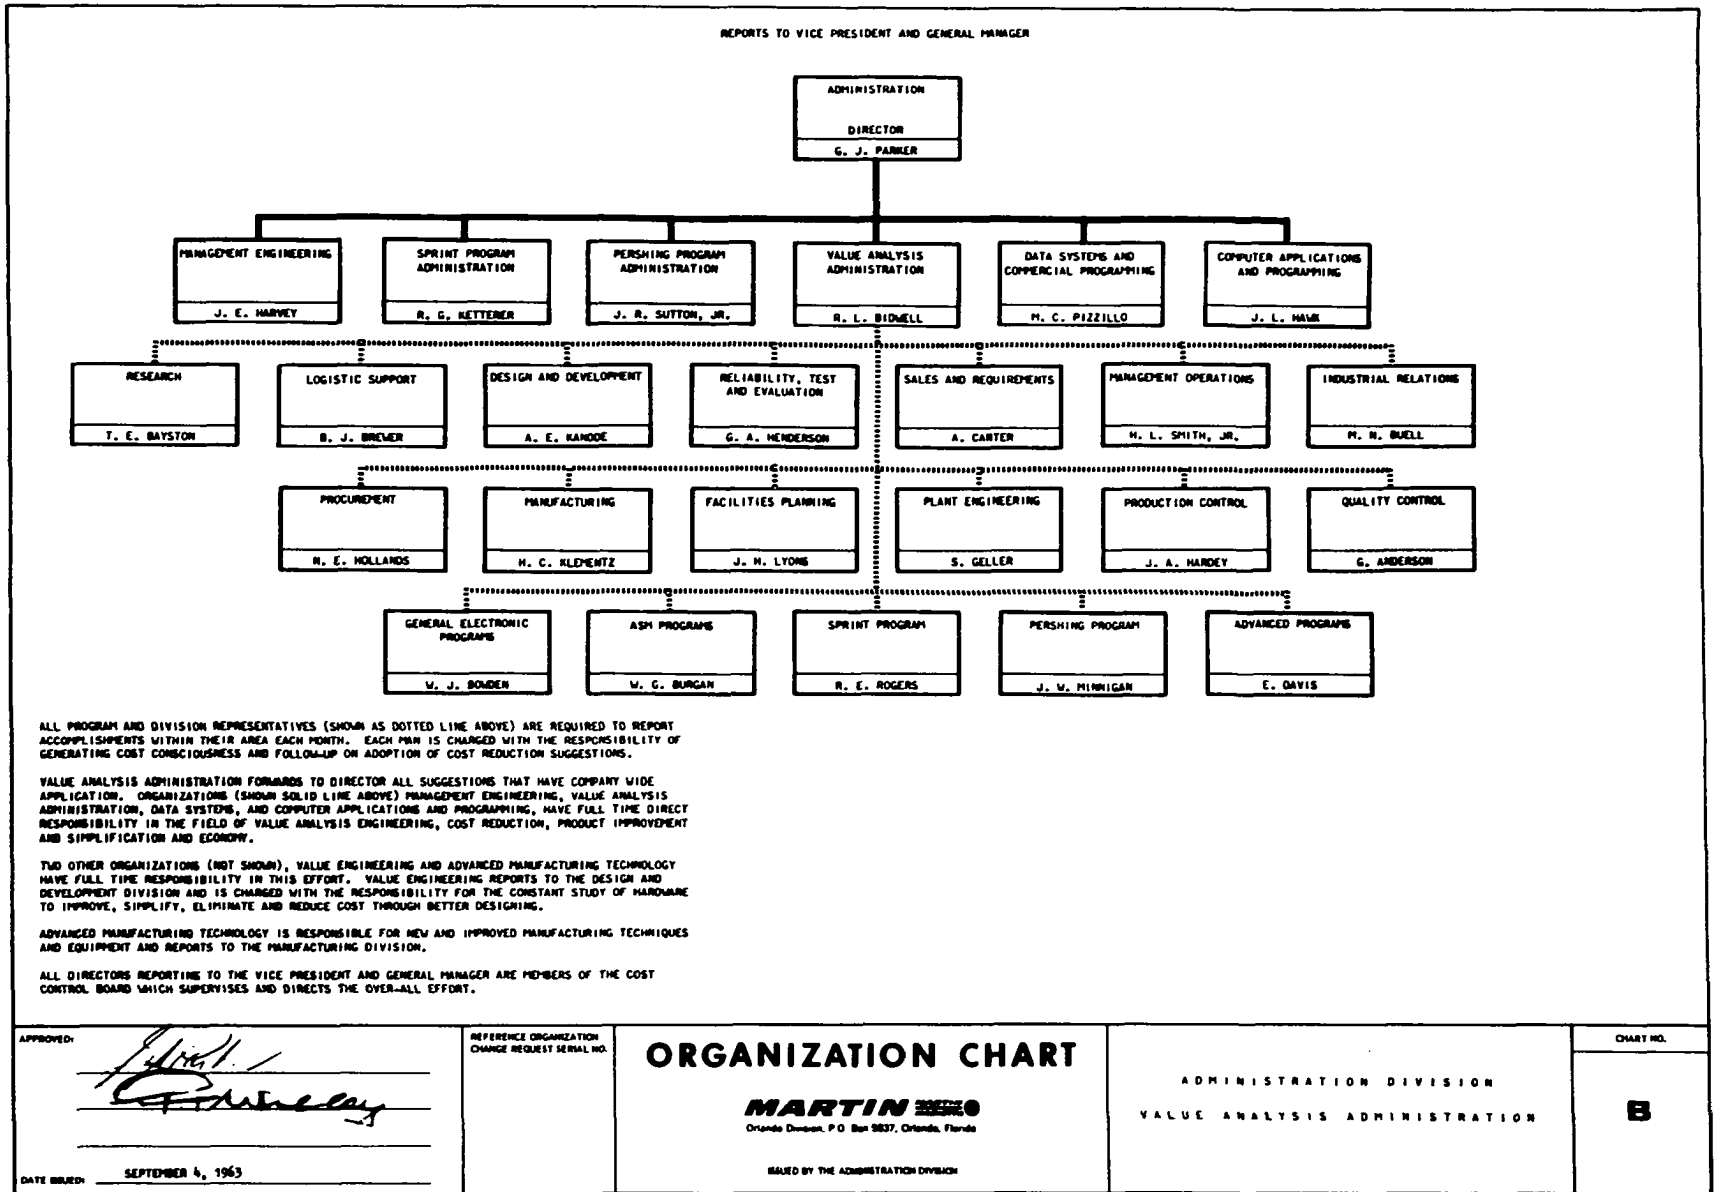 REPORTS TO VICE PRESIDENT AND GENERAL MANAGER
ADMINISTRATION
DIRECTOR
G. J. PARKER
MANAGEMENT ENGINEERING
J. E. HARVEY
SPRINT PROGRAM
ADMINISTRATION
R. G. KETTERER
PERSHING PROGRAM
ADMINISTRATION
J. R. SUTTON, JR.
VALUE ANALYSIS
ADMINISTRATION
R. L. BIDWELL
DATA SYSTEMS AND
COMMERCIAL PROGRAMMING
M. C. PIZZILLO
COMPUTER APPLICATIONS
AND PROGRAMMING
J. L. HAWK
RESEARCH
T. E. BAYSTON
LOGISTIC SUPPORT
B. J. BREWER
DESIGN AND DEVELOPMENT
A. E. KANODE
RELIABILITY, TEST
AND EVALUATION
G. A. HENDERSON
SALES AND REQUIREMENTS
A. CARTER
MANAGEMENT OPERATIONS
H. L. SMITH, JR.
INDUSTRIAL RELATIONS
M. N. BUELL
PROCUREMENT
N. E. HOLLANDS
MANUFACTURING
H. C. KLEMENTZ
FACILITIES PLANNING
J. H. LYONS
PLANT ENGINEERING
S. GELLER
PRODUCTION CONTROL
J. A. HARDEY
QUALITY CONTROL
G. ANDERSON
GENERAL ELECTRONIC
PROGRAMS
W. J. BOWDEN
ASM PROGRAMS
W. G. BURGAN
SPRINT PROGRAM
R. E. ROGERS
PERSHING PROGRAM
J. W. MINNIGAN
ADVANCED PROGRAMS
E. DAVIS
ALL PROGRAM AND DIVISION REPRESENTATIVES (SHOWN AS DOTTED LINE ABOVE) ARE REQUIRED TO REPORT
ACCOMPLISHMENTS WITHIN THEIR AREA EACH MONTH. EACH MAN IS CHARGED WITH THE RESPONSIBILITY OF
GENERATING COST CONSCIOUSNESS AND FOLLOW-UP ON ADOPTION OF COST REDUCTION SUGGESTIONS.
VALUE ANALYSIS ADMINISTRATION FORWARDS TO DIRECTOR ALL SUGGESTIONS THAT HAVE COMPANY WIDE
APPLICATION. ORGANIZATIONS (SHOWN SOLID LINE ABOVE) MANAGEMENT ENGINEERING, VALUE ANALYSIS
ADMINISTRATION, DATA SYSTEMS, AND COMPUTER APPLICATIONS AND PROGRAMMING, HAVE FULL TIME DIRECT
RESPONSIBILITY IN THE FIELD OF VALUE ANALYSIS ENGINEERING, COST REDUCTION, PRODUCT IMPROVEMENT
AND SIMPLIFICATION AND ECONOMY.
TWO OTHER ORGANIZATIONS (NOT SHOWN), VALUE ENGINEERING AND ADVANCED MANUFACTURING TECHNOLOGY
HAVE FULL TIME RESPONSIBILITY IN THIS EFFORT. VALUE ENGINEERING REPORTS TO THE DESIGN AND
DEVELOPMENT DIVISION AND IS CHARGED WITH THE RESPONSIBILITY FOR THE CONSTANT STUDY OF HARDWARE
TO IMPROVE, SIMPLIFY, ELIMINATE AND REDUCE COST THROUGH BETTER DESIGNING.
ADVANCED MANUFACTURING TECHNOLOGY IS RESPONSIBLE FOR NEW AND IMPROVED MANUFACTURING TECHNIQUES
AND EQUIPMENT AND REPORTS TO THE MANUFACTURING DIVISION.
ALL DIRECTORS REPORTING TO THE VICE PRESIDENT AND GENERAL MANAGER ARE MEMBERS OF THE COST
CONTROL BOARD WHICH SUPERVISES AND DIRECTS THE OVER-ALL EFFORT.
APPROVED:
DATE ISSUED: SEPTEMBER 4, 1963
REFERENCE ORGANIZATION
CHANGE REQUEST SERIAL NO.
ORGANIZATION CHART
MARTIN
Orlando Division, P.O. Box 5837, Orlando, Florida
ISSUED BY THE ADMINISTRATION DIVISION
ADMINISTRATION DIVISION
VALUE ANALYSIS ADMINISTRATION
CHART NO.
B